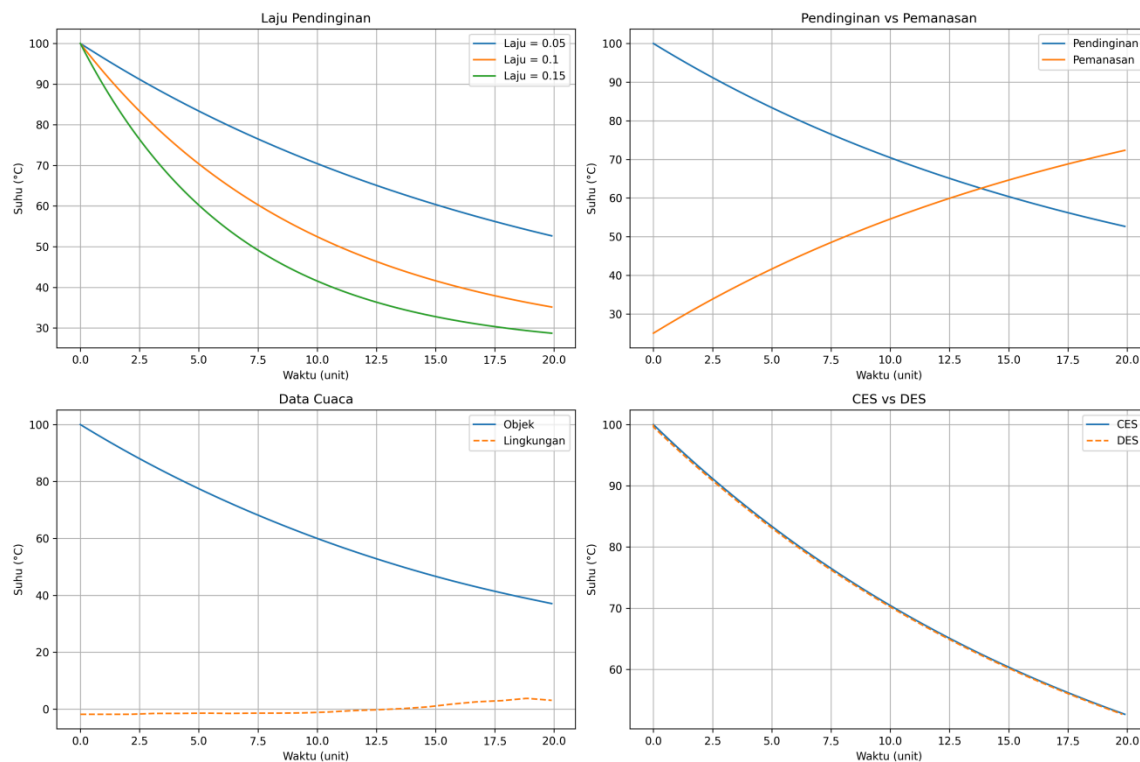 Laju Pendinginan
Laju = 0.05
Laju = 0.1
Laju = 0.15
100
90
80
70
60
50
40
30
Suhu (°C)
0.0 2.5 5.0 7.5 10.0 12.5 15.0 17.5 20.0
Waktu (unit)
Pendinginan vs Pemanasan
Pendinginan
Pemanasan
100
90
80
70
60
50
40
30
Suhu (°C)
0.0 2.5 5.0 7.5 10.0 12.5 15.0 17.5 20.0
Waktu (unit)
Data Cuaca
Objek
Lingkungan
100
80
60
40
20
0
Suhu (°C)
0.0 2.5 5.0 7.5 10.0 12.5 15.0 17.5 20.0
Waktu (unit)
CES vs DES
CES
DES
100
90
80
70
60
Suhu (°C)
0.0 2.5 5.0 7.5 10.0 12.5 15.0 17.5 20.0
Waktu (unit)